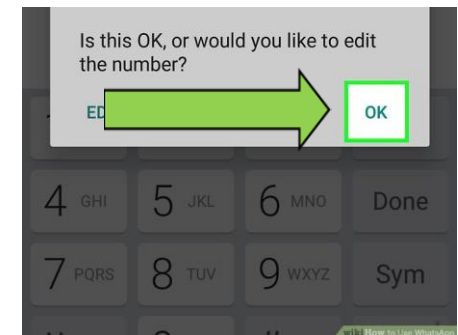 Is this OK, or would you like to edit
the number?
OK
4 GHI 5 JKL 6 MNO Done
7 PQRS 8 TUV 9 WXYZ Sym
wikiHow to Use WhatsApp